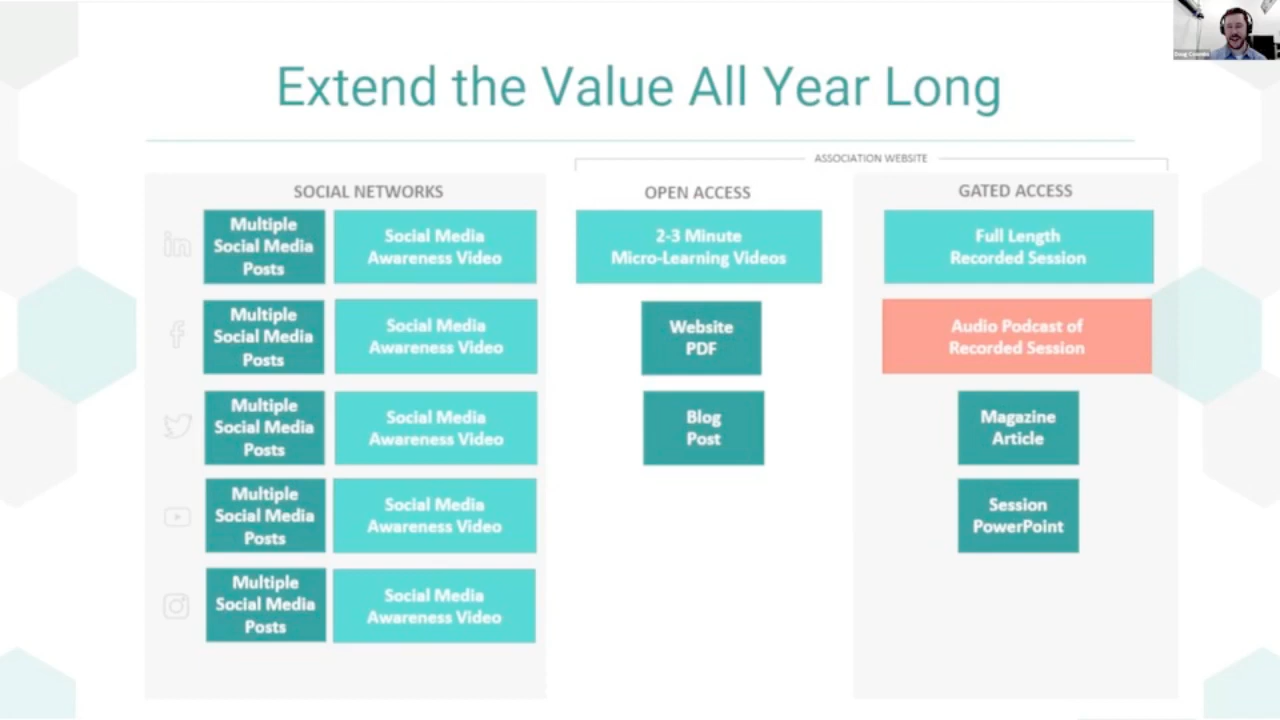 Extend the Value All Year Long
ASSOCIATION WEBSITE
SOCIAL NETWORKS
OPEN ACCESS
GATED ACCESS
in
Multiple
Social Media
Posts
Social Media
Awareness Video
2-3 Minute
Micro-Learning Videos
Full Length
Recorded Session
f
Multiple
Social Media
Posts
Social Media
Awareness Video
Website
PDF
Audio Podcast of
Recorded Session
Multiple
Social Media
Posts
Social Media
Awareness Video
Blog
Post
Magazine
Article
Multiple
Social Media
Posts
Social Media
Awareness Video
Session
PowerPoint
Multiple
Social Media
Posts
Social Media
Awareness Video